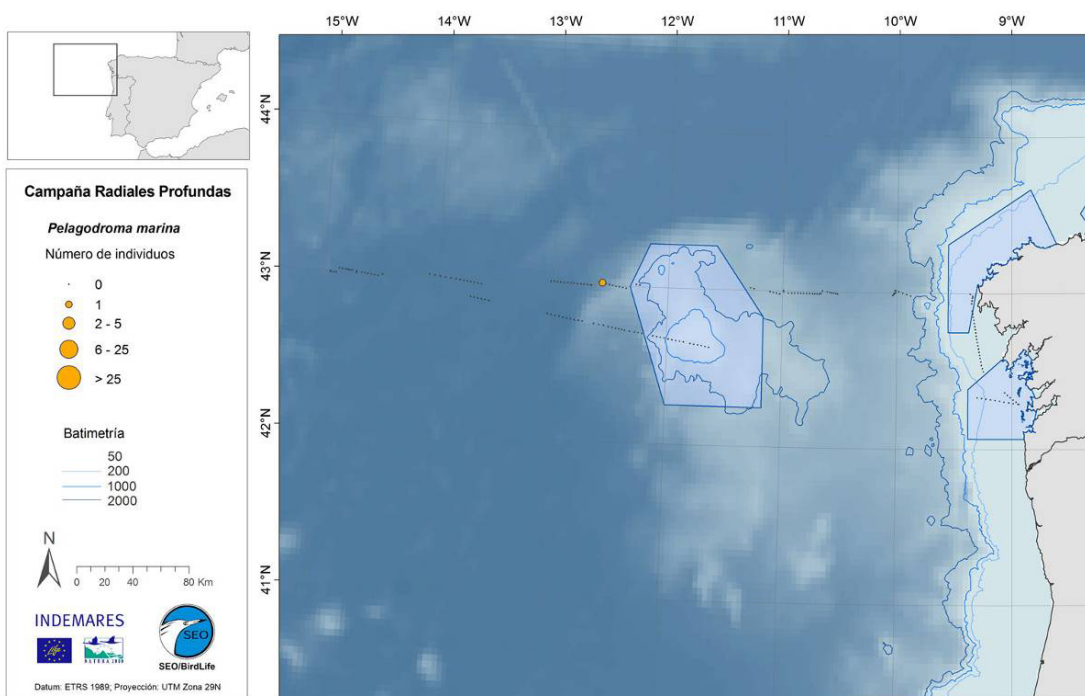 15°W 14°W 13°W 12°W 11°W 10°W 9°W
44°N
43°N
42°N
41°N
Campaña Radiales Profundas
Pelagodroma marina
Número de individuos
0
1
2 - 5
6 - 25
> 25
Batimetría
50
200
1000
2000
N
0 20 40 80 Km
INDEMARES
NATURA 2000
SEO
SEO/BirdLife
Datum: ETRS 1989; Proyección: UTM Zona 29N